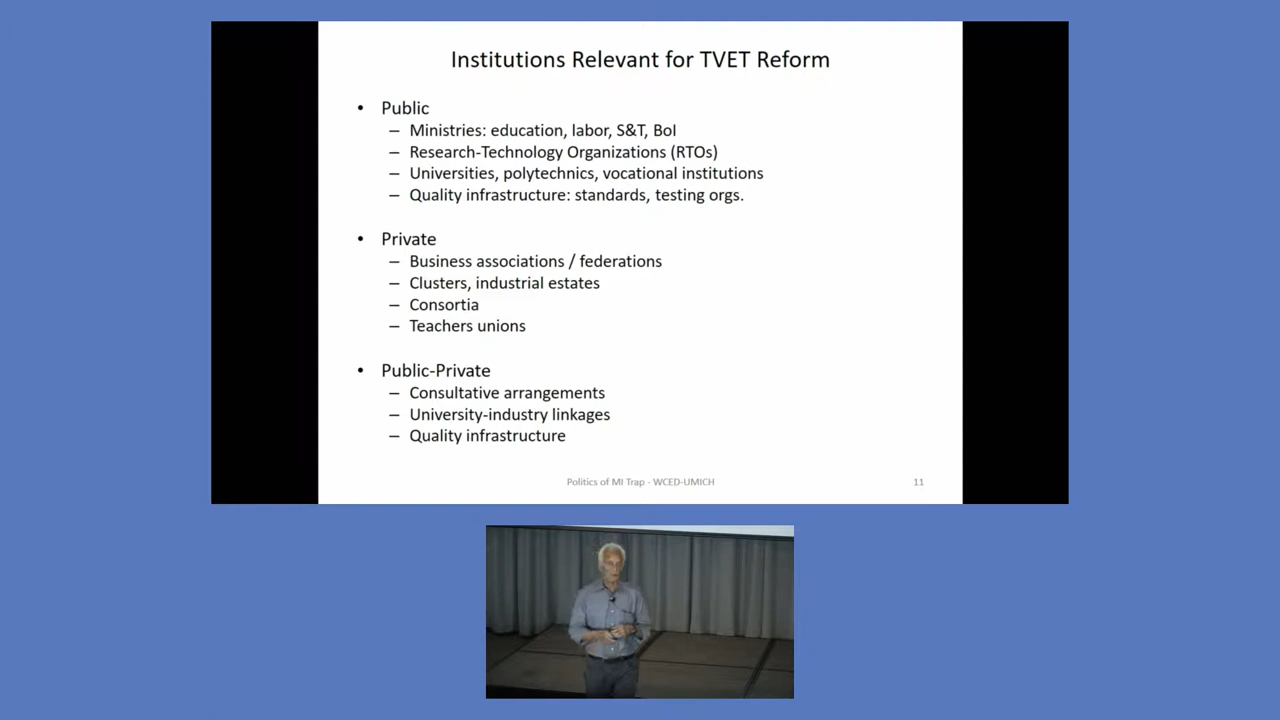 Institutions Relevant for TVET Reform
• Public
– Ministries: education, labor, S&T, BoI
– Research-Technology Organizations (RTOs)
– Universities, polytechnics, vocational institutions
– Quality infrastructure: standards, testing orgs.
• Private
– Business associations / federations
– Clusters, industrial estates
– Consortia
– Teachers unions
• Public-Private
– Consultative arrangements
– University-industry linkages
– Quality infrastructure
Politics of MI Trap - WCED-UMICH
11